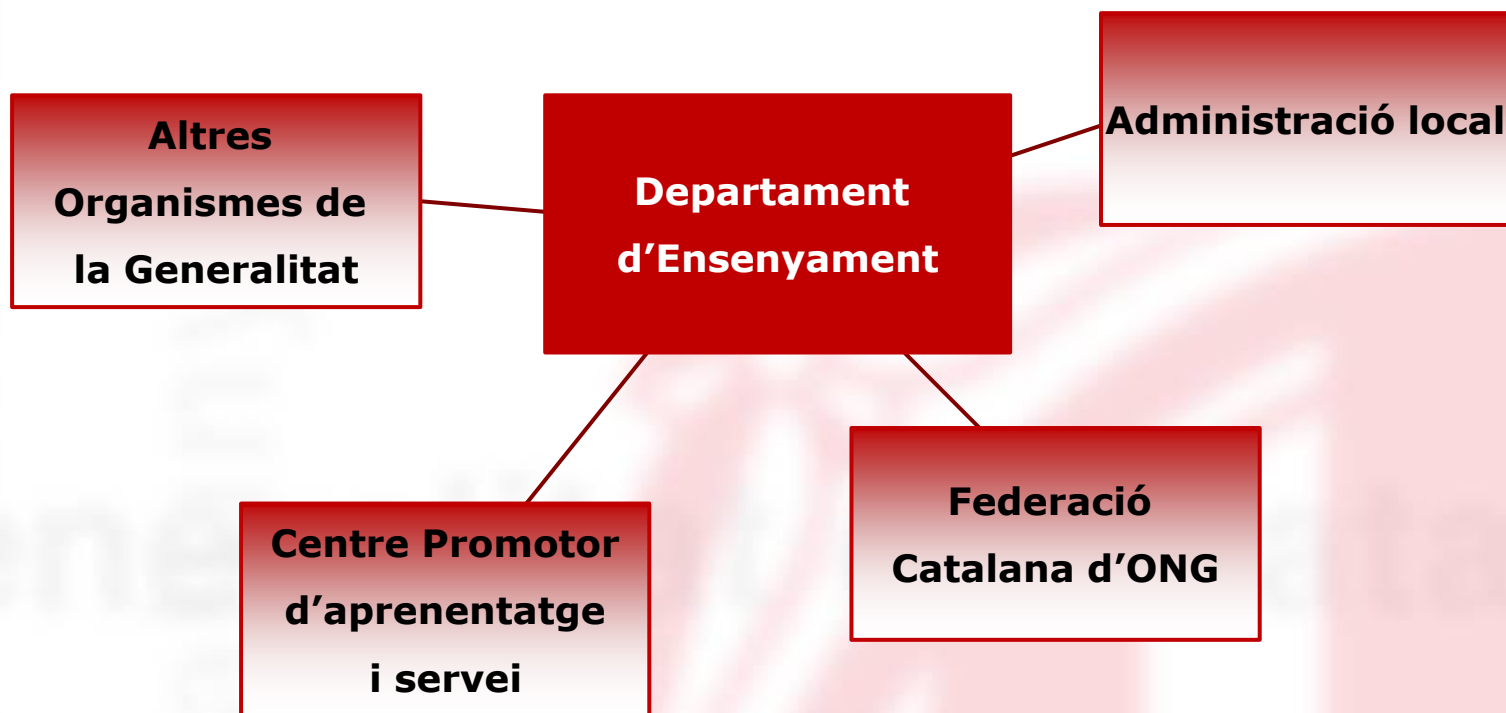 Altres
Organismes de
la Generalitat
Departament
d’Ensenyament
Administració local
Centre Promotor
d’aprenentatge
i servei
Federació
Catalana d’ONG